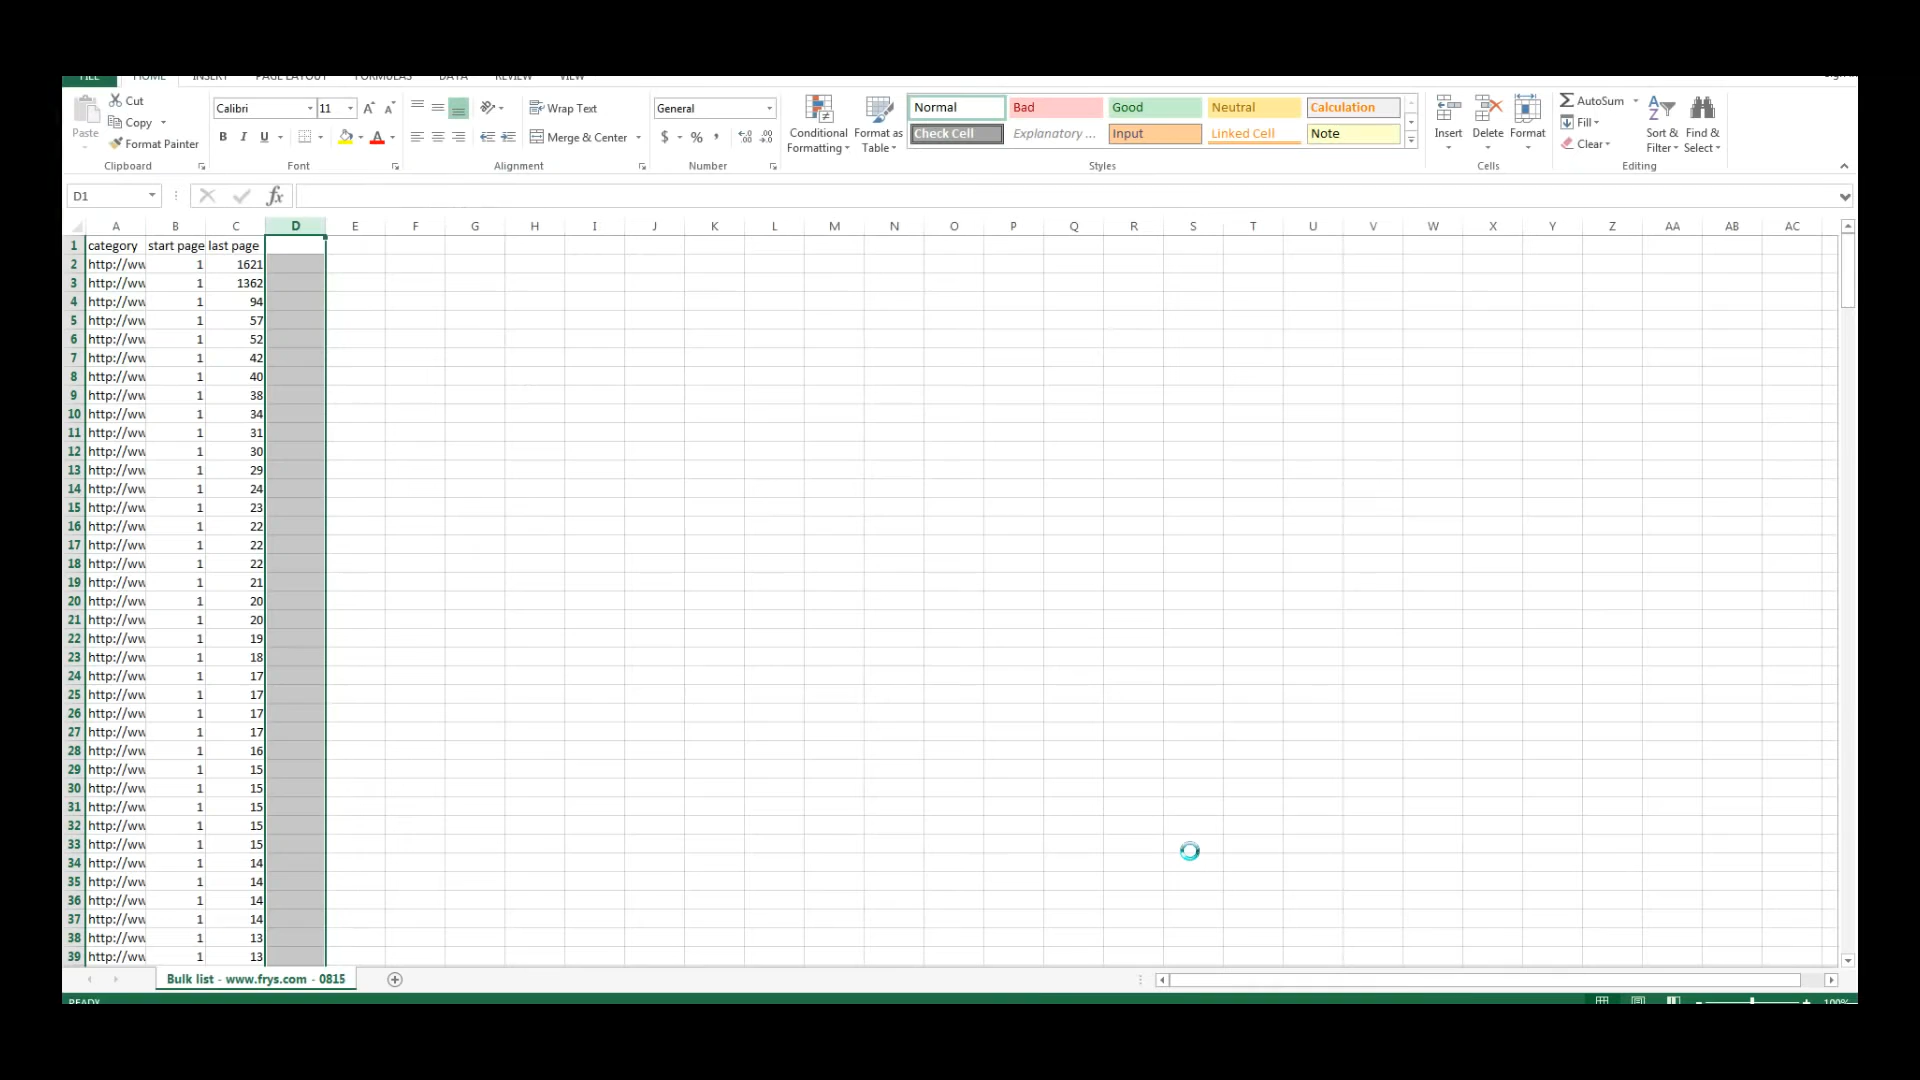 FILE HOME INSERT PAGE LAYOUT FORMULAS DATA REVIEW VIEW
Cut
Copy
Format Painter
Paste
Clipboard
Calibri 11
B I U
Font
Wrap Text
Merge & Center
Alignment
General
$ % ,
Number
Conditional Formatting
Format as Table
Normal Bad Good Neutral Calculation
Check Cell Explanatory ... Input Linked Cell Note
Styles
Insert Delete Format
Cells
AutoSum
Fill
Clear
Sort & Filter
Find & Select
Editing
D1 fx
A B C D E F G H I J K L M N O P Q R S T U V W X Y Z AA AB AC
1 category start page last page
2 http://ww 1 1621
3 http://ww 1 1362
4 http://ww 1 94
5 http://ww 1 57
6 http://ww 1 52
7 http://ww 1 42
8 http://ww 1 40
9 http://ww 1 38
10 http://ww 1 34
11 http://ww 1 31
12 http://ww 1 30
13 http://ww 1 29
14 http://ww 1 24
15 http://ww 1 23
16 http://ww 1 22
17 http://ww 1 22
18 http://ww 1 22
19 http://ww 1 21
20 http://ww 1 20
21 http://ww 1 20
22 http://ww 1 19
23 http://ww 1 18
24 http://ww 1 17
25 http://ww 1 17
26 http://ww 1 17
27 http://ww 1 17
28 http://ww 1 16
29 http://ww 1 15
30 http://ww 1 15
31 http://ww 1 15
32 http://ww 1 15
33 http://ww 1 15
34 http://ww 1 14
35 http://ww 1 14
36 http://ww 1 14
37 http://ww 1 14
38 http://ww 1 13
39 http://ww 1 13
Bulk list - www.frys.com - 0815
READY 100%